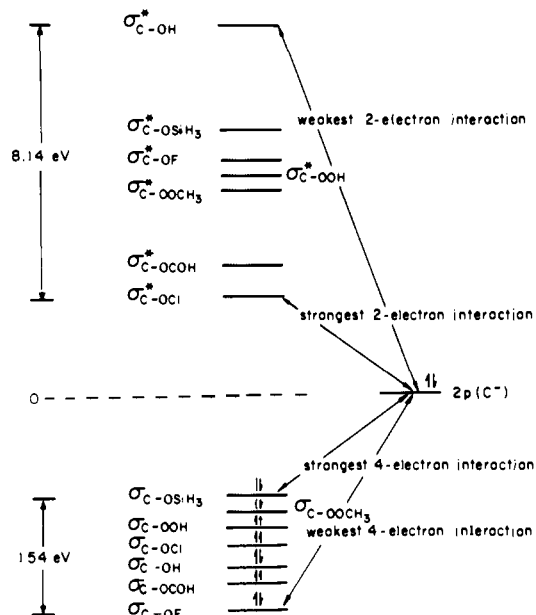 σ*C-OH
weakest 2-electron interaction
σ*C-OSiH3
8.14 eV
σ*C-OF
σ*C-OOH
σ*C-OOCH3
σ*C-OCOH
σ*C-OCl
strongest 2-electron interaction
2p(C-)
0
strongest 4-electron interaction
σC-OSiH3
σC-OOCH3
σC-OOH
weakest 4-electron interaction
σC-OCl
1.54 eV
σC-OH
σC-OCOH
σC-OF